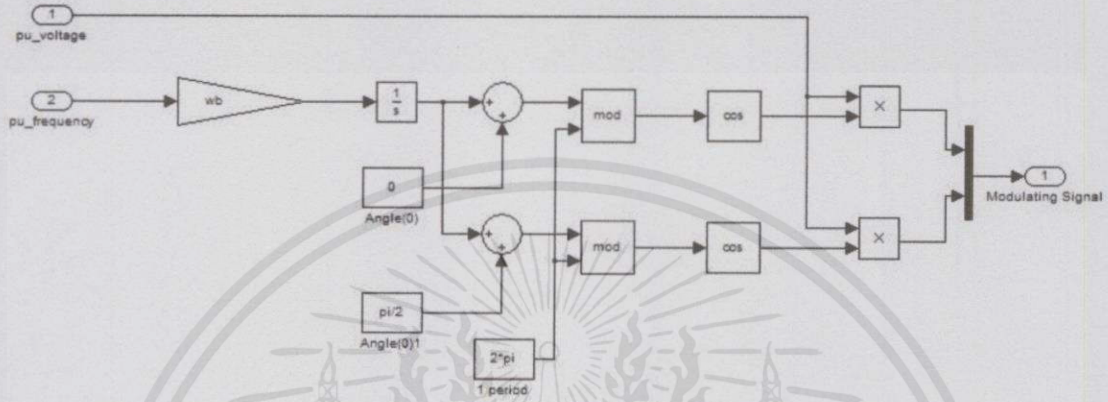 1
pu_voltage
2
pu_frequency
wb
1
s
+
+
mod
cos
×
0
Angle(0)
1
Modulating Signal
+
+
mod
cos
×
pi/2
Angle(0)1
2*pi
1 period